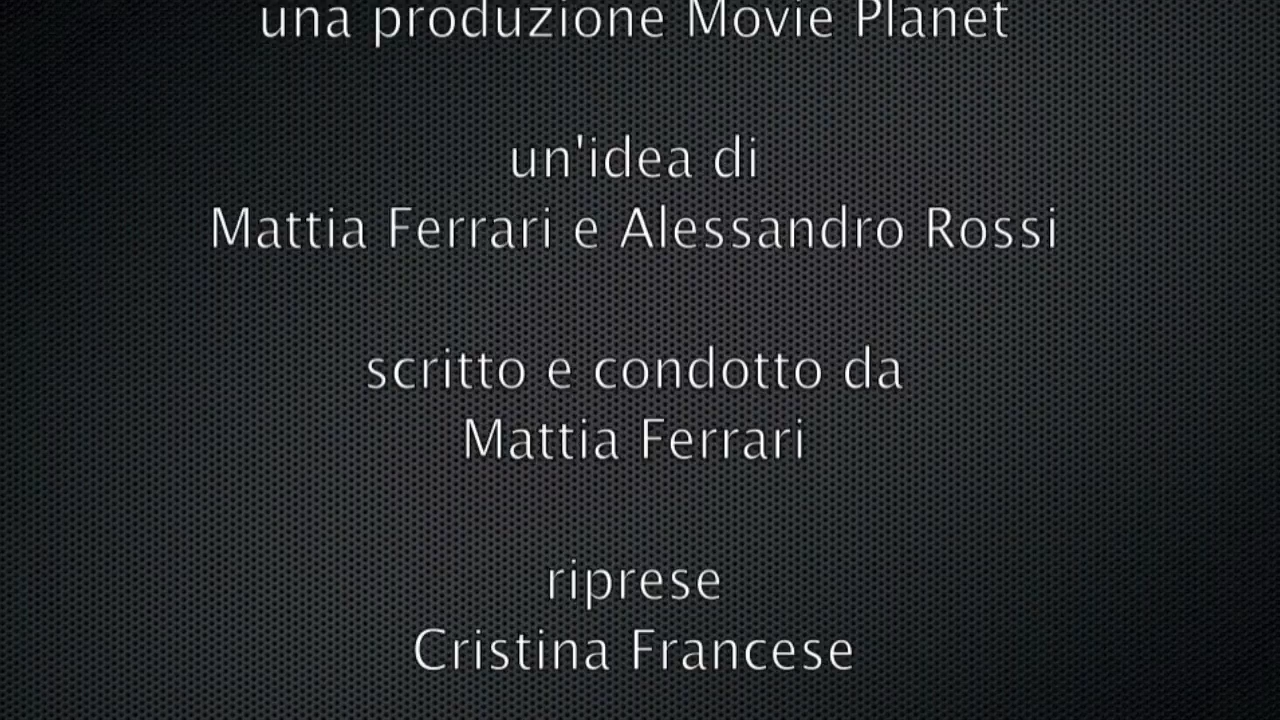 una produzione Movie Planet
un'idea di
Mattia Ferrari e Alessandro Rossi
scritto e condotto da
Mattia Ferrari
riprese
Cristina Francese